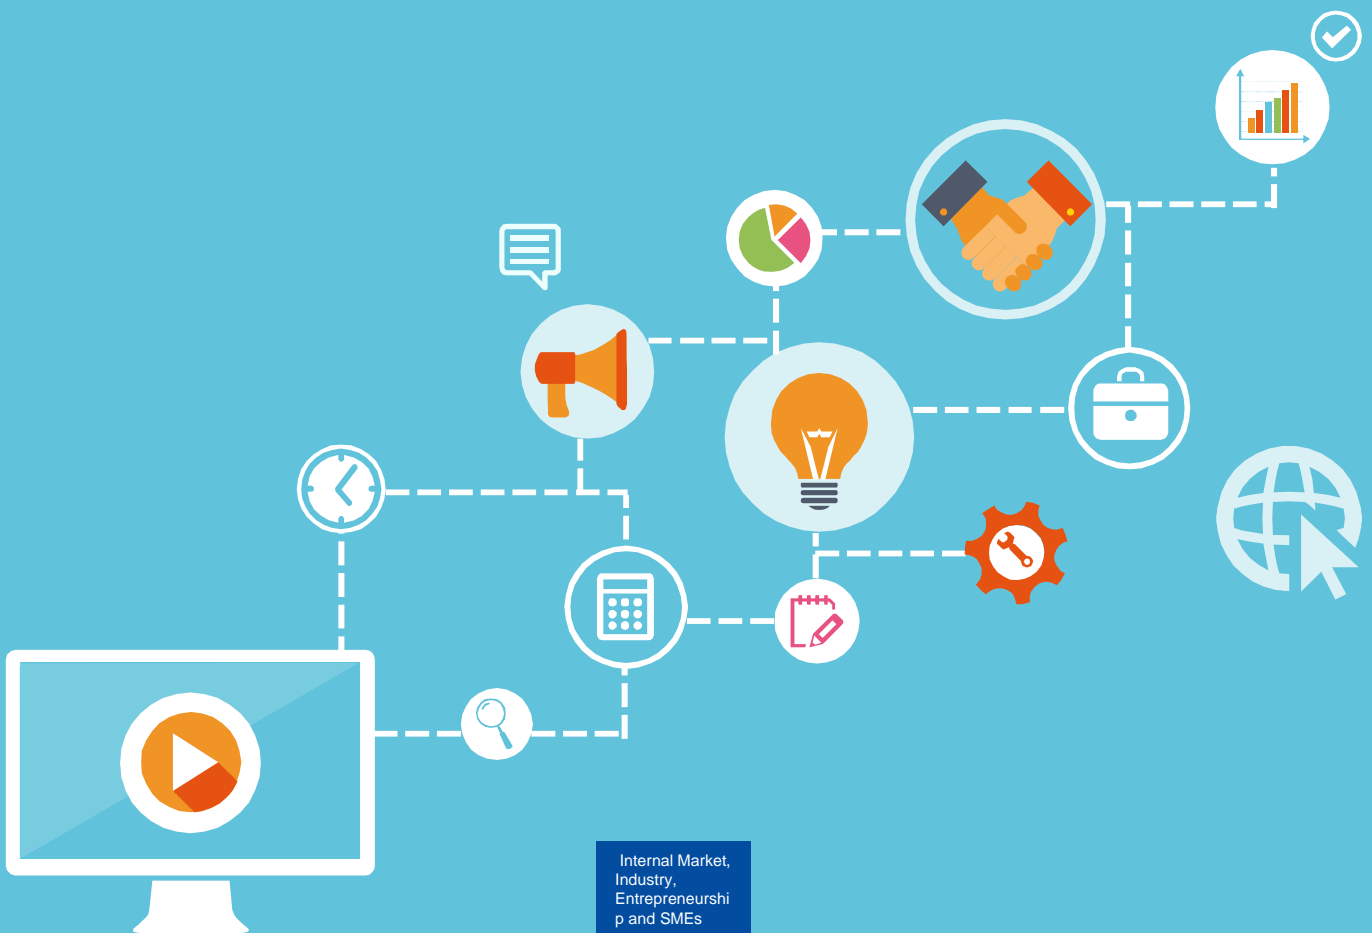 Internal Market,
Industry,
Entrepreneurshi
p and SMEs